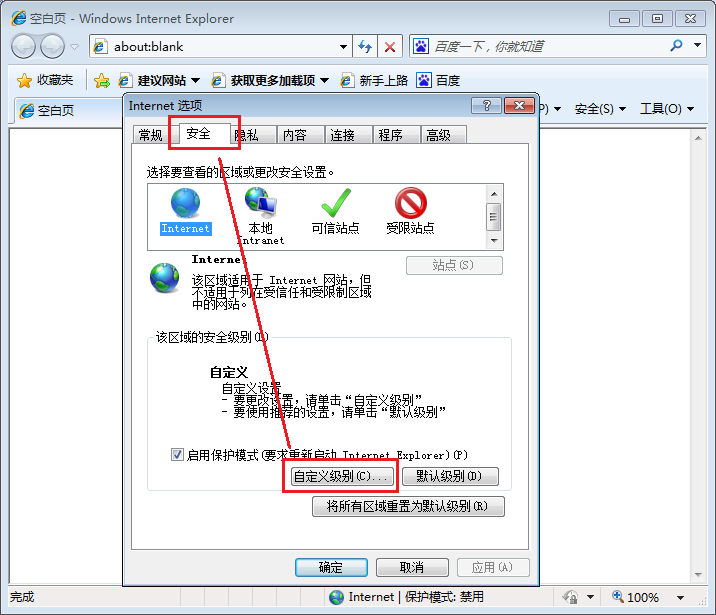 空白页 - Windows Internet Explorer
about:blank
百度一下，你就知道
收藏夹 建议网站 获取更多加载项 新手上路 百度
空白页
P) 安全(S) 工具(O)
Internet 选项
常规 安全 隐私 内容 连接 程序 高级
选择要查看的区域或更改安全设置。
Internet 本地 Intranet 可信站点 受限站点
Internet
站点(S)
该区域适用于 Internet 网站，但
不适用于列在受信任和受限制区域
中的网站。
该区域的安全级别(L)
自定义
自定义设置
- 要更改设置，请单击“自定义级别”
- 要使用推荐的设置，请单击“默认级别”
启用保护模式(要求重新启动 Internet Explorer)(P)
自定义级别(C)... 默认级别(D)
将所有区域重置为默认级别(R)
确定 取消 应用(A)
完成 Internet | 保护模式: 禁用 100%